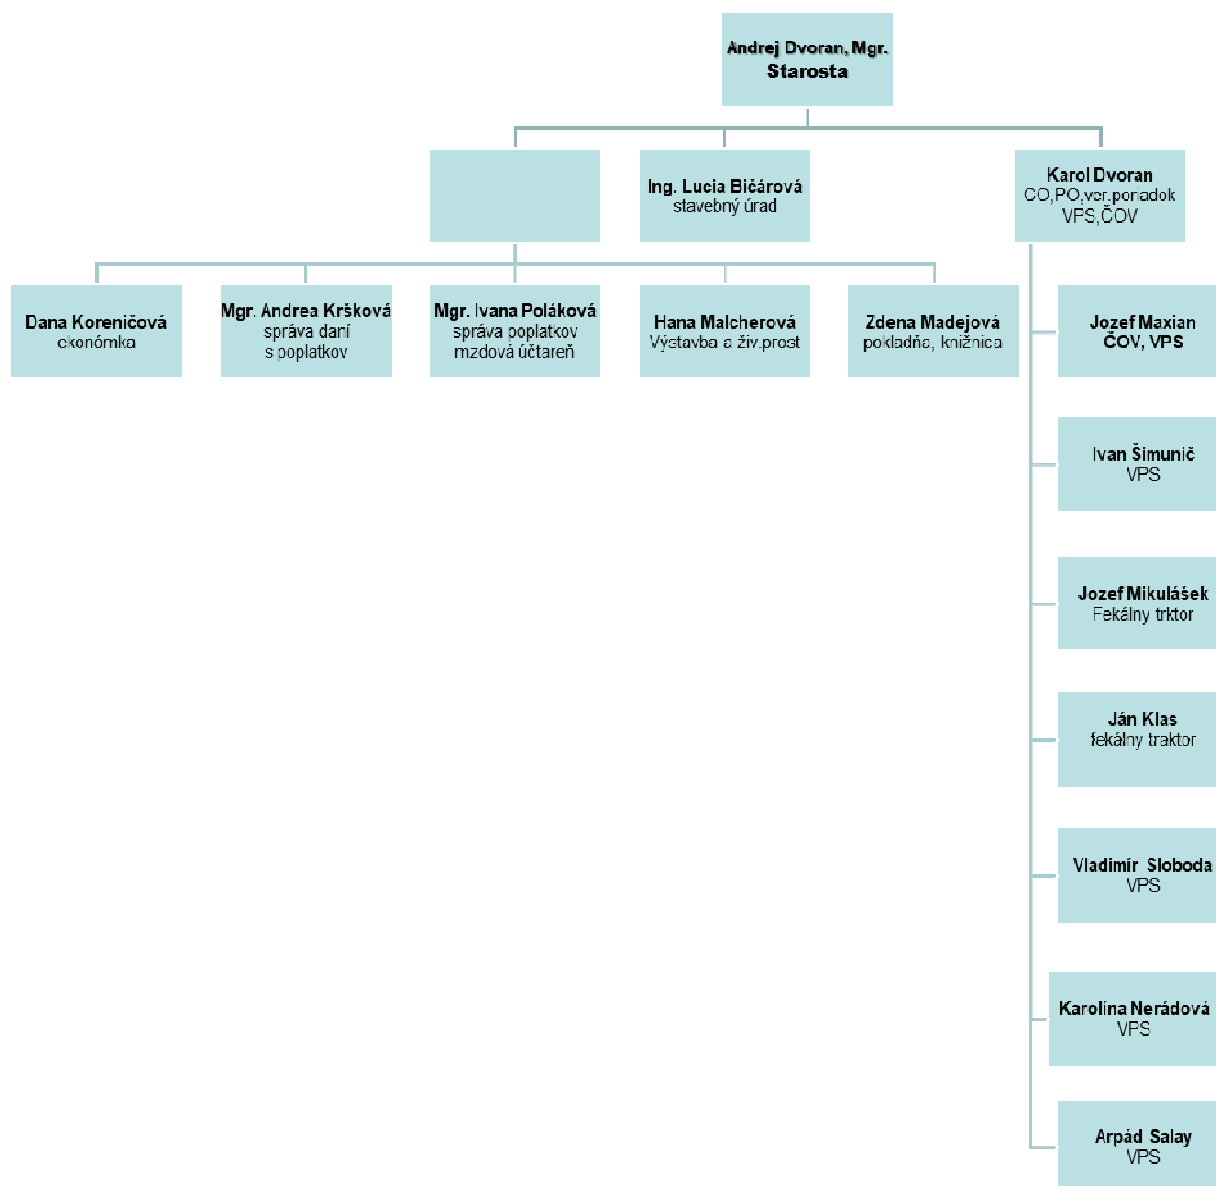 Andrej Dvoran, Mgr.
Starosta
Ing. Lucia Bičárová
stavebný úrad
Karol Dvoran
CO,PO,ver.poriadok
VPS,ČOV
Dana Koreničová
ekonómka
Mgr. Andrea Kršková
správa daní
s poplatkov
Mgr. Ivana Poláková
správa poplatkov
mzdová účtareň
Hana Malcherová
Výstavba a živ.prost
Zdena Madejová
pokladňa, knižnica
Jozef Maxian
ČOV, VPS
Ivan Šimunič
VPS
Jozef Mikulášek
Fekálny trktor
Ján Klas
fekálny traktor
Vladimír Sloboda
VPS
Karolína Nerádová
VPS
Arpád Salay
VPS